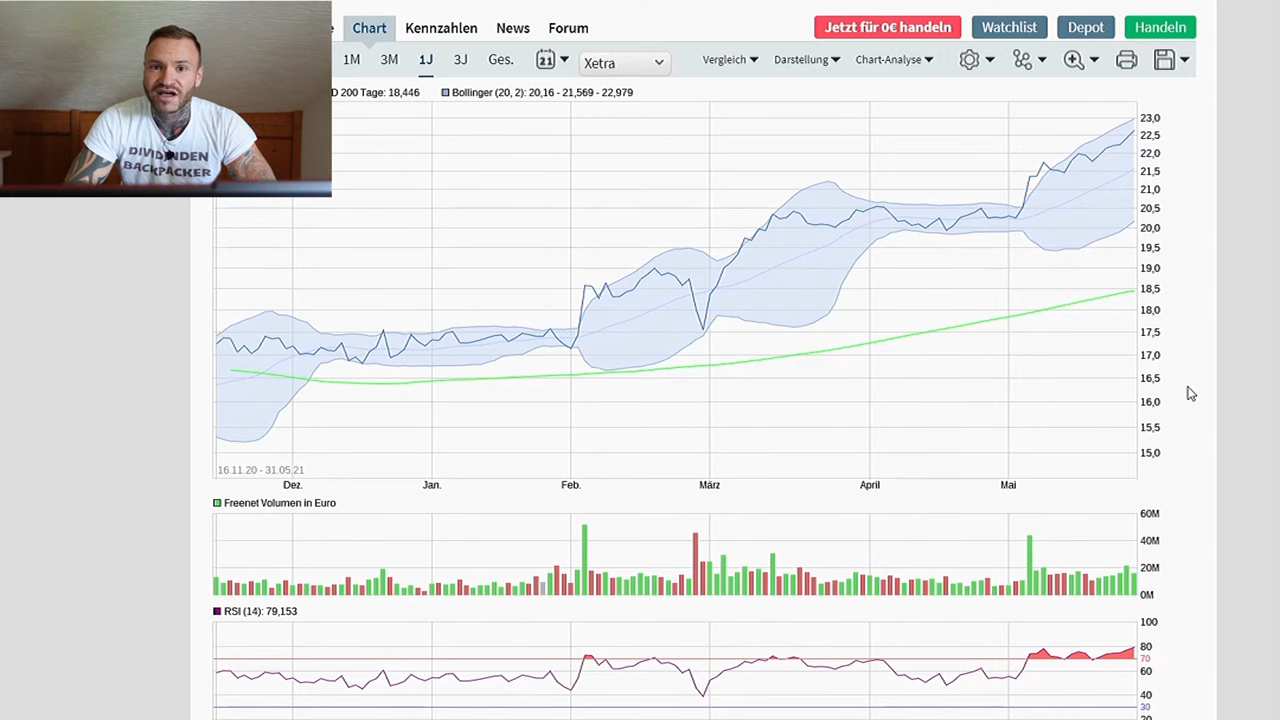 Chart Kennzahlen News Forum Jetzt für 0€ handeln Watchlist Depot Handeln
1M 3M 1J 3J Ges. 21 Xetra Vergleich Darstellung Chart-Analyse
200 Tage: 18,446 Bollinger (20, 2): 20,16 - 21,569 - 22,979
DIVIDENDEN
BACKPACKER
23,0
22,5
22,0
21,5
21,0
20,5
20,0
19,5
19,0
18,5
18,0
17,5
17,0
16,5
16,0
15,5
15,0
16.11.20 - 31.05.21
Dez. Jan. Feb. März April Mai
Freenet Volumen in Euro
60M
40M
20M
0M
RSI (14): 79,153
100
80
70
60
40
30
20